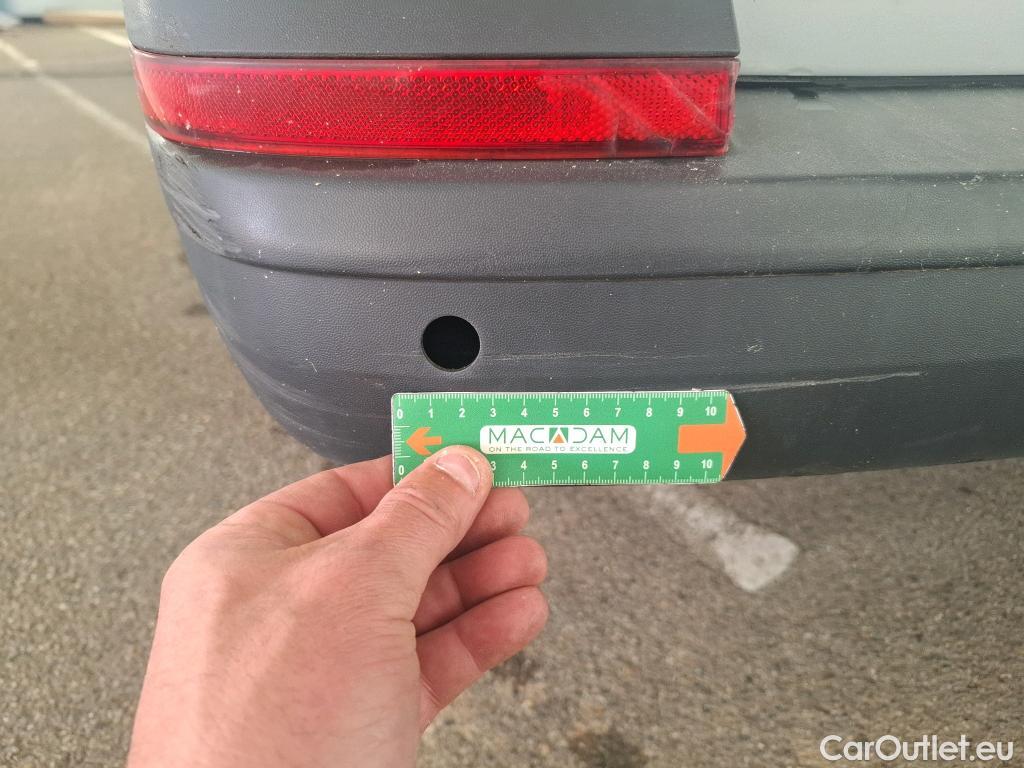 0 1 2 3 4 5 6 7 8 9 10
MACADAM
ON THE ROAD TO EXCELLENCE
0 3 4 5 6 7 8 9 10
CarOutlet.eu